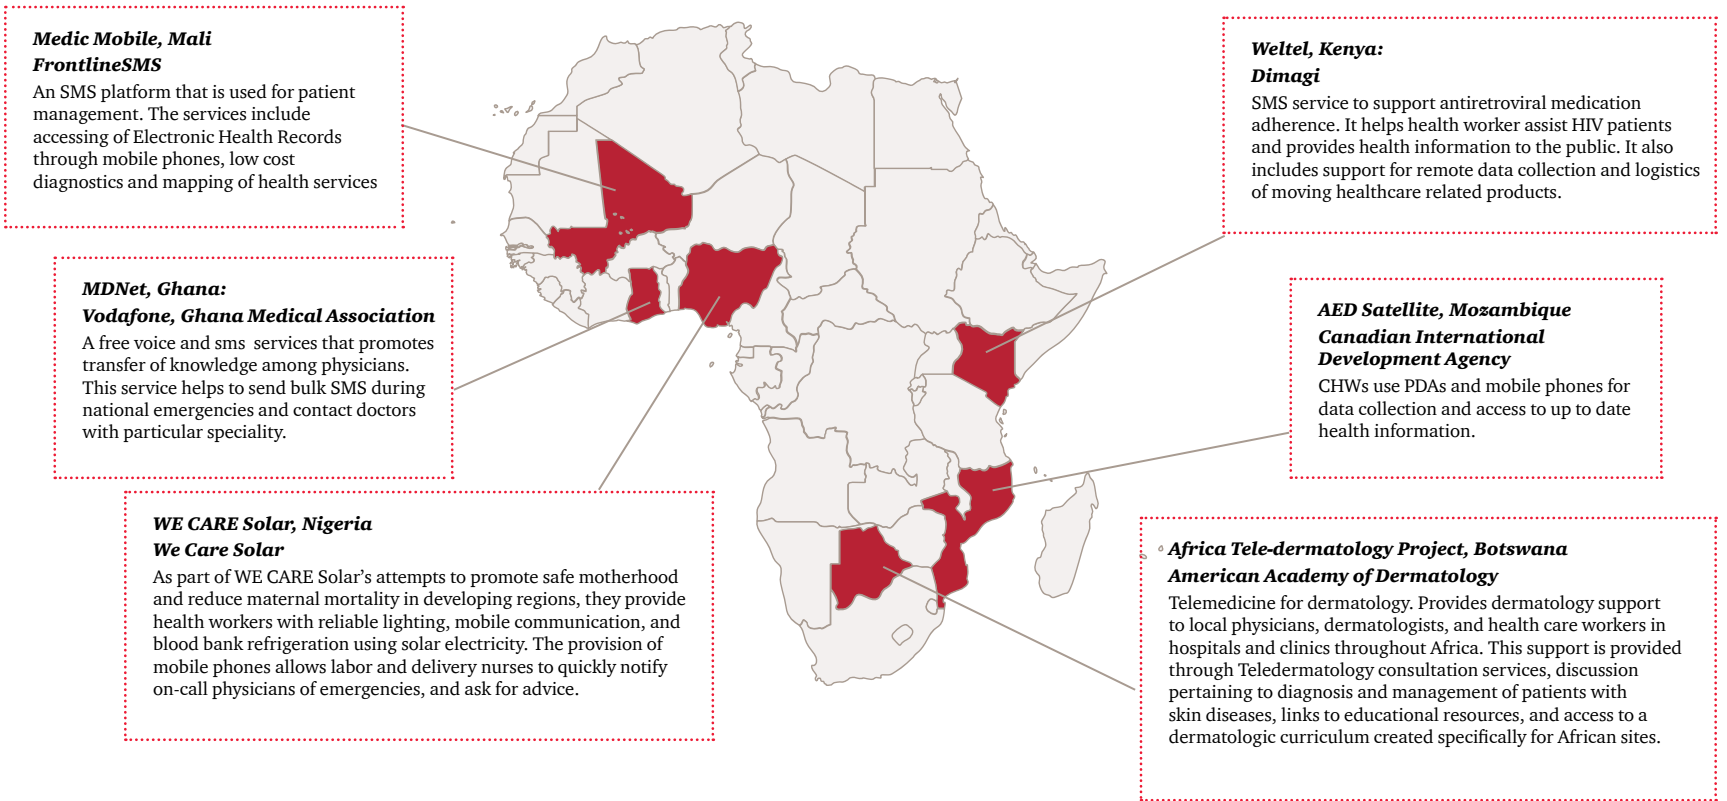 Medic Mobile, Mali
FrontlineSMS
An SMS platform that is used for patient
management. The services include
accessing of Electronic Health Records
through mobile phones, low cost
diagnostics and mapping of health services
MDNet, Ghana:
Vodafone, Ghana Medical Association
A free voice and sms services that promotes
transfer of knowledge among physicians.
This service helps to send bulk SMS during
national emergencies and contact doctors
with particular speciality.
WE CARE Solar, Nigeria
We Care Solar
As part of WE CARE Solar’s attempts to promote safe motherhood
and reduce maternal mortality in developing regions, they provide
health workers with reliable lighting, mobile communication, and
blood bank refrigeration using solar electricity. The provision of
mobile phones allows labor and delivery nurses to quickly notify
on-call physicians of emergencies, and ask for advice.
Weltel, Kenya:
Dimagi
SMS service to support antiretroviral medication
adherence. It helps health worker assist HIV patients
and provides health information to the public. It also
includes support for remote data collection and logistics
of moving healthcare related products.
AED Satellite, Mozambique
Canadian International
Development Agency
CHWs use PDAs and mobile phones for
data collection and access to up to date
health information.
Africa Tele-dermatology Project, Botswana
American Academy of Dermatology
Telemedicine for dermatology. Provides dermatology support
to local physicians, dermatologists, and health care workers in
hospitals and clinics throughout Africa. This support is provided
through Teledermatology consultation services, discussion
pertaining to diagnosis and management of patients with
skin diseases, links to educational resources, and access to a
dermatologic curriculum created specifically for African sites.